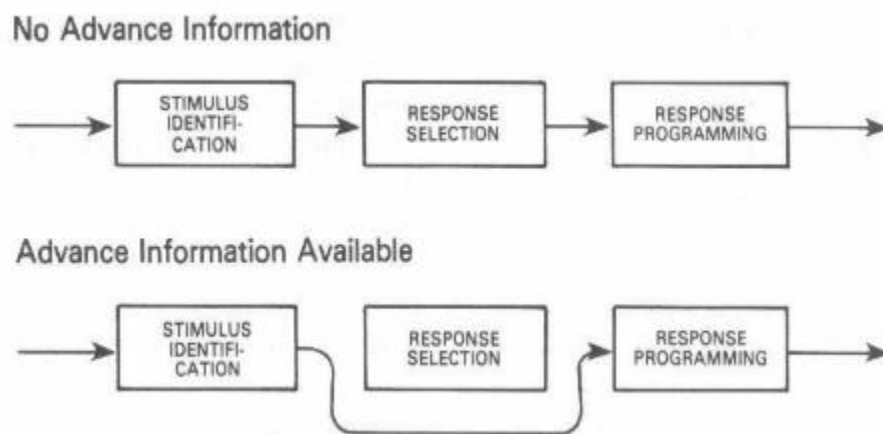 No Advance Information
STIMULUS
IDENTIFI-
CATION
RESPONSE
SELECTION
RESPONSE
PROGRAMMING
Advance Information Available
STIMULUS
IDENTIFI-
CATION
RESPONSE
SELECTION
RESPONSE
PROGRAMMING